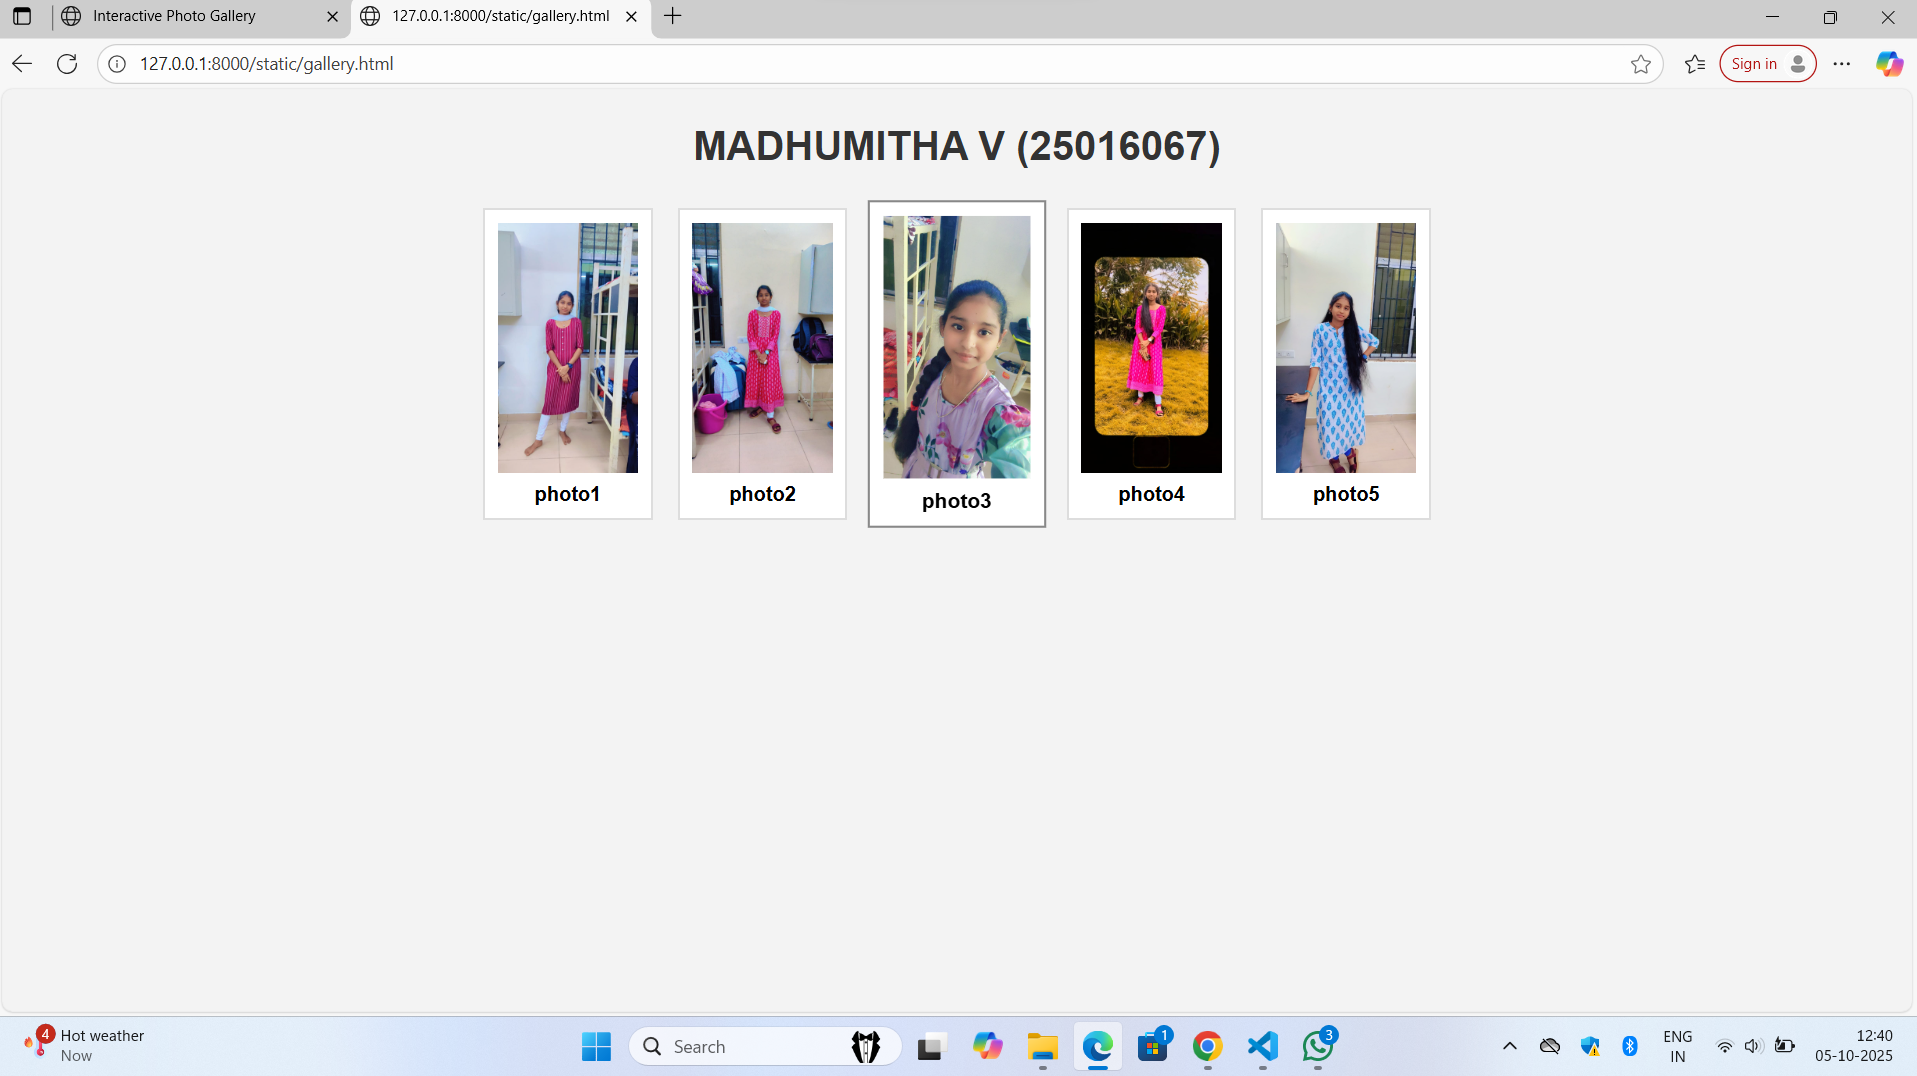 Interactive Photo Gallery
127.0.0.1:8000/static/gallery.html
127.0.0.1:8000/static/gallery.html
Sign in
MADHUMITHA V (25016067)
photo1
photo2
photo3
photo4
photo5
4
Hot weather
Now
Search
1
3
ENG
IN
12:40
05-10-2025